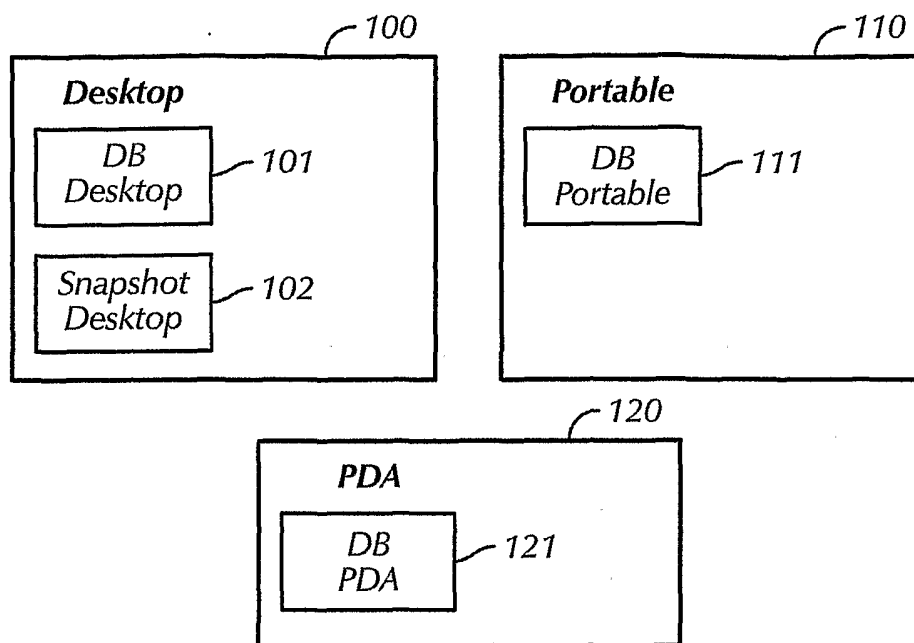 100
110
Desktop
Portable
DB
Desktop
101
DB
Portable
111
Snapshot
Desktop
102
120
PDA
DB
PDA
121